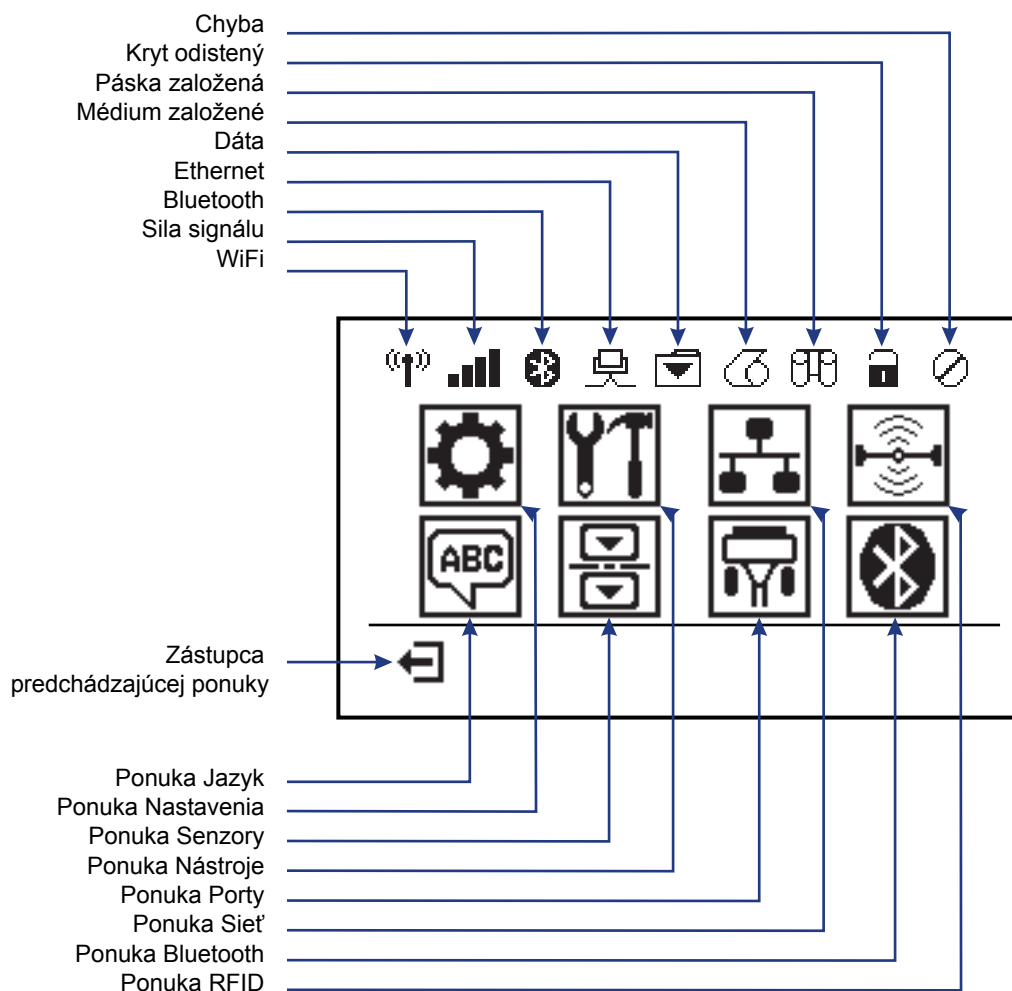 Chyba
Kryt odistený
Páska založená
Médium založené
Dáta
Ethernet
Bluetooth
Sila signálu
WiFi
ABC
Zástupca
predchádzajúcej ponuky
Ponuka Jazyk
Ponuka Nastavenia
Ponuka Senzory
Ponuka Nástroje
Ponuka Porty
Ponuka Sieť
Ponuka Bluetooth
Ponuka RFID